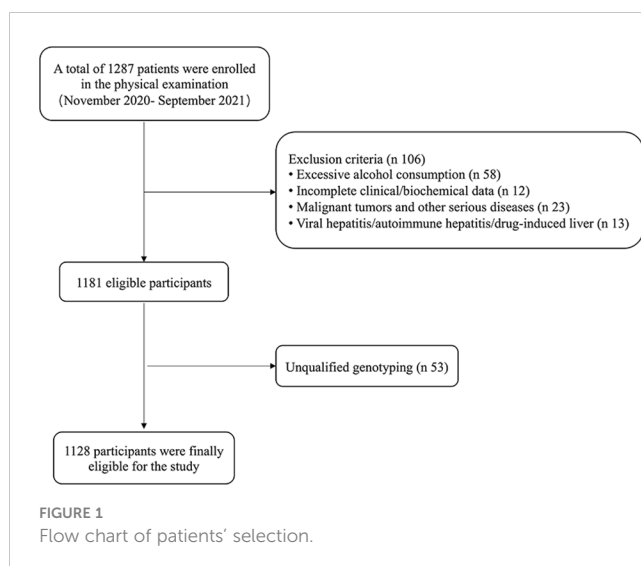 A total of 1287 patients were enrolled
in the physical examination
(November 2020- September 2021)
Exclusion criteria (n 106)
• Excessive alcohol consumption (n 58)
• Incomplete clinical/biochemical data (n 12)
• Malignant tumors and other serious diseases (n 23)
• Viral hepatitis/autoimmune hepatitis/drug-induced liver (n 13)
1181 eligible participants
Unqualified genotyping (n 53)
1128 participants were finally
eligible for the study
FIGURE 1
Flow chart of patients’ selection.